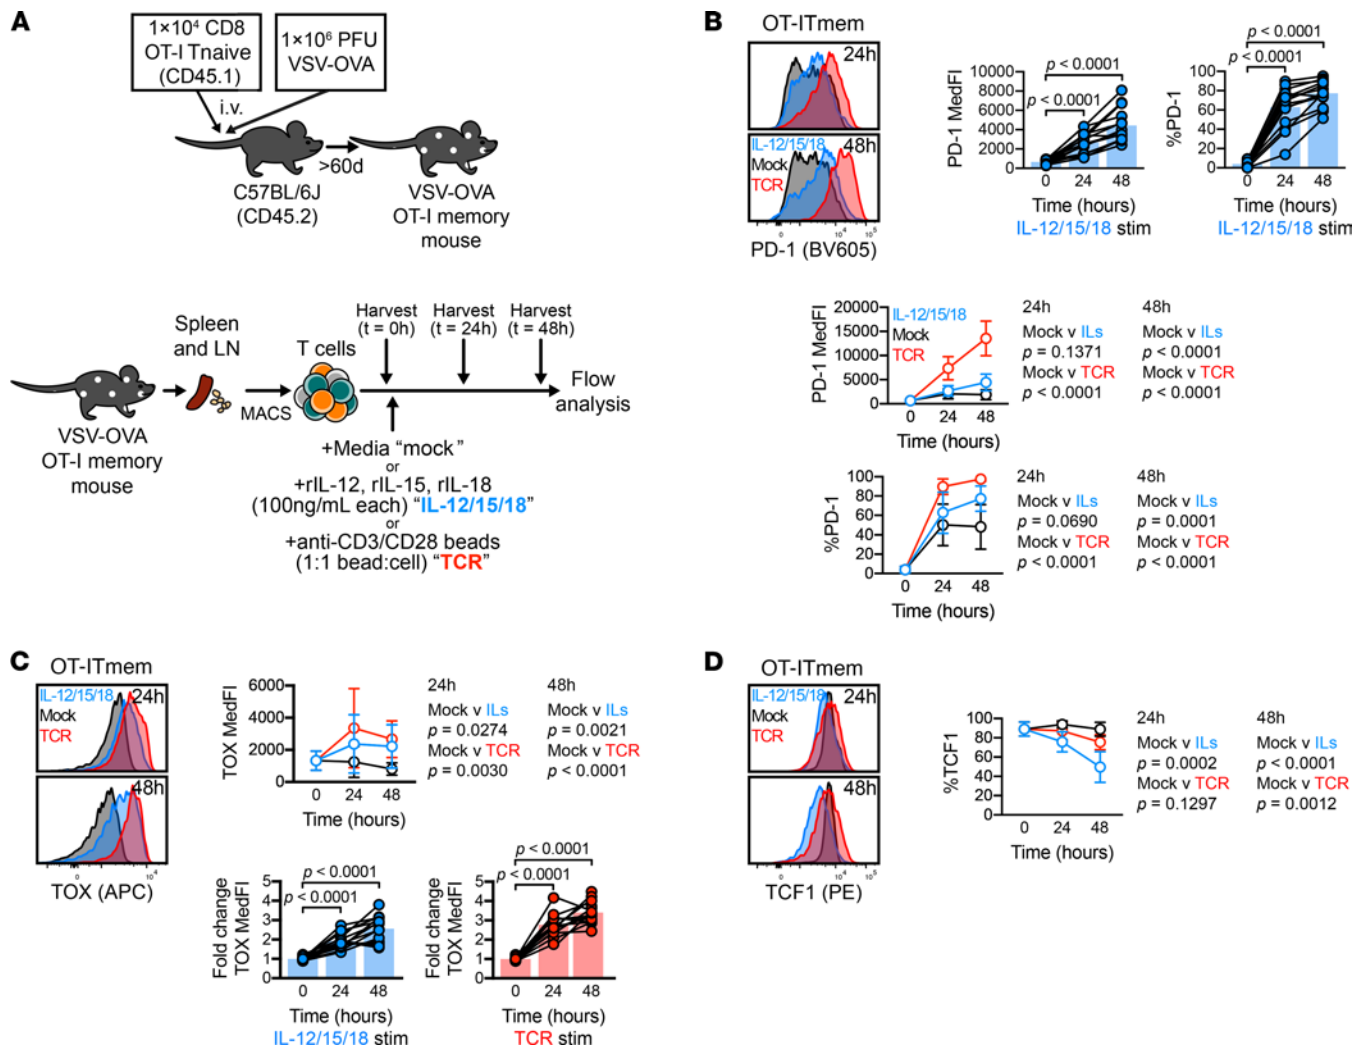 A
1×10⁴ CD8
OT-I Tnaive
(CD45.1)
1×10⁶ PFU
VSV-OVA
i.v.
>60d
C57BL/6J
(CD45.2)
VSV-OVA
OT-I memory
mouse
Spleen
and LN
MACS
T cells
Harvest
(t = 0h)
Harvest
(t = 24h)
Harvest
(t = 48h)
Flow
analysis
VSV-OVA
OT-I memory
mouse
+Media “mock”
or
+rIL-12, rIL-15, rIL-18
(100ng/mL each) “IL-12/15/18”
or
+anti-CD3/CD28 beads
(1:1 bead:cell) “TCR”
B
OT-ITmem
24h
IL-12/15/18
48h
Mock
TCR
0 10⁴ 10⁵
PD-1 (BV605)
PD-1 MedFI
10000
8000
6000
4000
2000
0
p < 0.0001
p < 0.0001
0 24 48
Time (hours)
IL-12/15/18 stim
%PD-1
100
80
60
40
20
0
p < 0.0001
p < 0.0001
0 24 48
Time (hours)
IL-12/15/18 stim
PD-1 MedFI
20000
15000
10000
5000
0
IL-12/15/18
Mock
TCR
0 24 48
Time (hours)
24h
Mock v ILs
p = 0.1371
Mock v TCR
p < 0.0001
48h
Mock v ILs
p < 0.0001
Mock v TCR
p < 0.0001
%PD-1
100
80
60
40
20
0
0 24 48
Time (hours)
24h
Mock v ILs
p = 0.0690
Mock v TCR
p < 0.0001
48h
Mock v ILs
p = 0.0001
Mock v TCR
p < 0.0001
C
OT-ITmem
IL-12/15/18
24h
Mock
TCR
48h
0 10⁴
TOX (APC)
TOX MedFI
6000
4000
2000
0
0 24 48
Time (hours)
24h
Mock v ILs
p = 0.0274
Mock v TCR
p = 0.0030
48h
Mock v ILs
p = 0.0021
Mock v TCR
p < 0.0001
Fold change
TOX MedFI
5
4
3
2
1
0
p < 0.0001
p < 0.0001
0 24 48
Time (hours)
IL-12/15/18 stim
Fold change
TOX MedFI
5
4
3
2
1
0
p < 0.0001
p < 0.0001
0 24 48
Time (hours)
TCR stim
D
OT-ITmem
IL-12/15/18
24h
Mock
TCR
48h
0 10⁴ 10⁵
TCF1 (PE)
%TCF1
100
80
60
40
20
0
0 24 48
Time (hours)
24h
Mock v ILs
p = 0.0002
Mock v TCR
p = 0.1297
48h
Mock v ILs
p < 0.0001
Mock v TCR
p = 0.0012